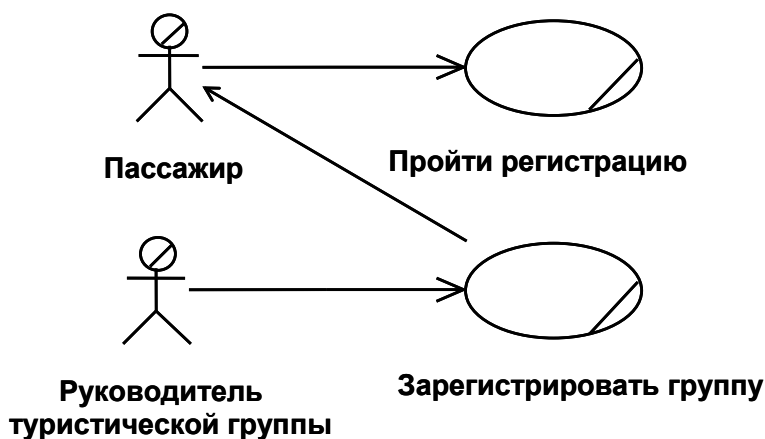 Пассажир
Пройти регистрацию
Руководитель
туристической группы
Зарегистрировать группу